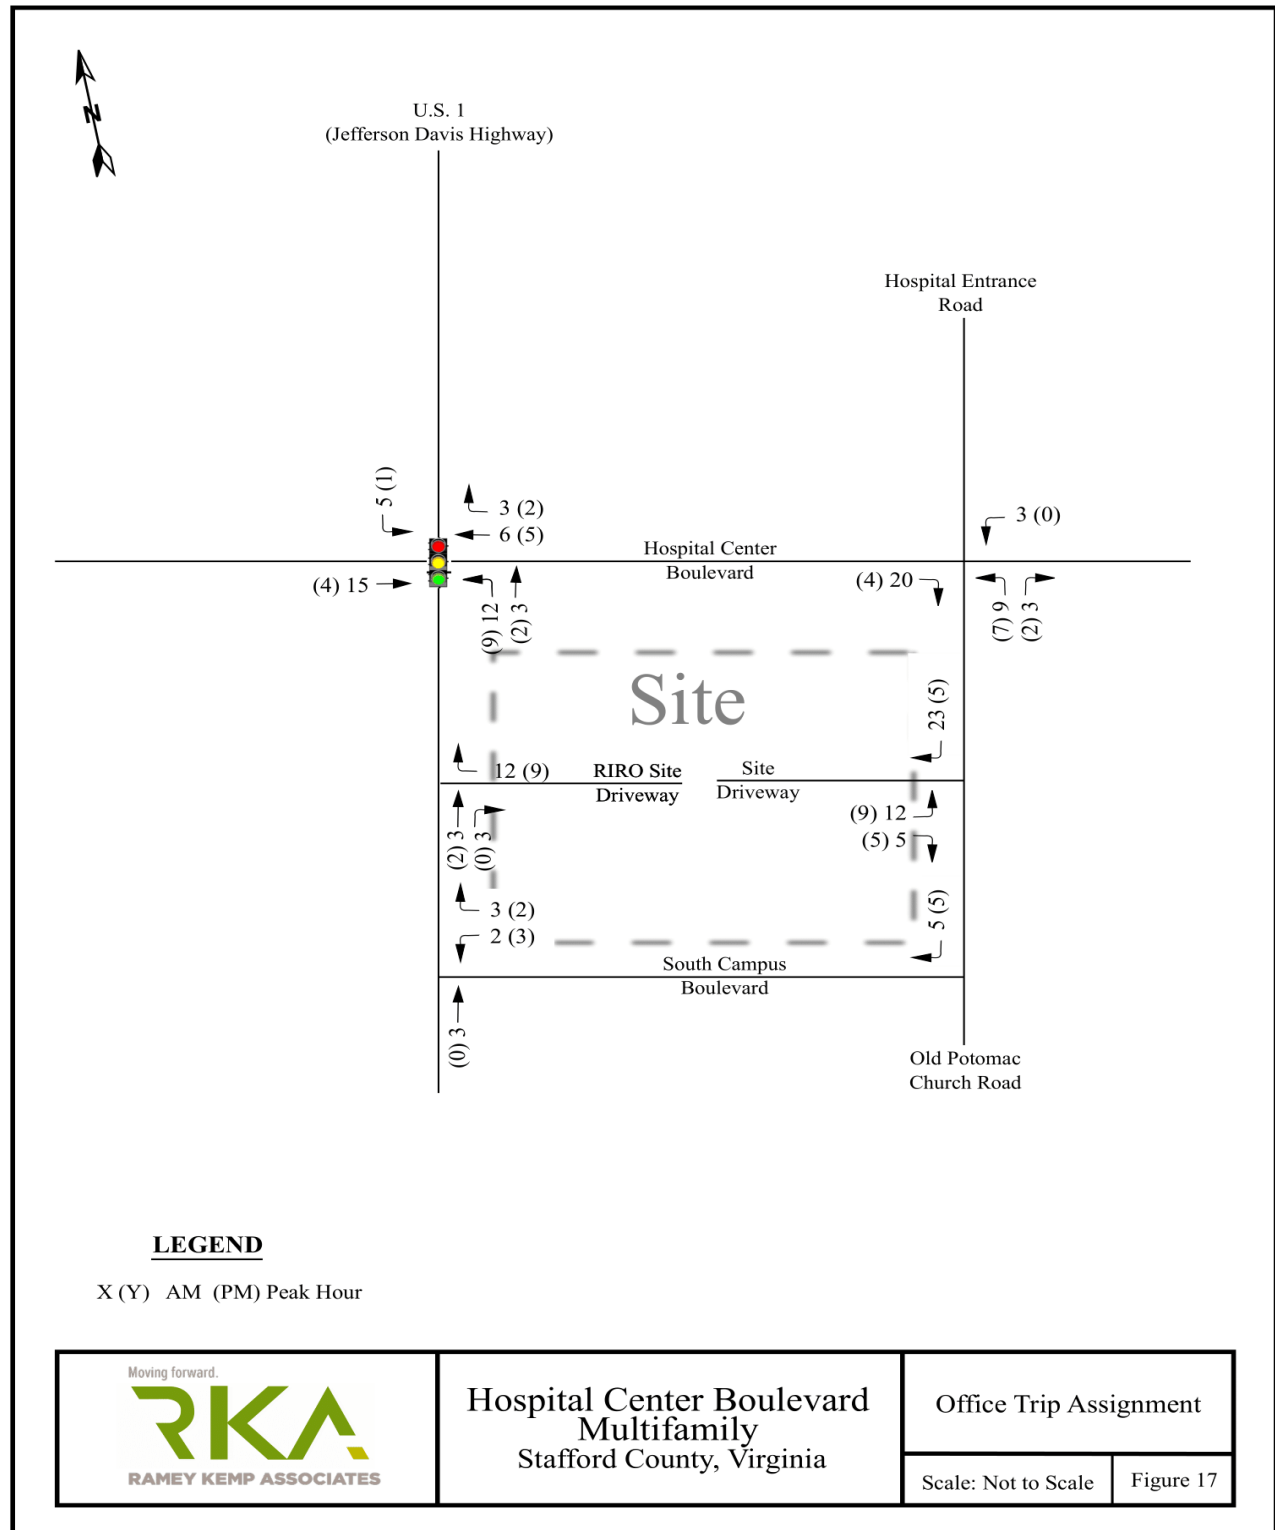 N
U.S. 1
(Jefferson Davis Highway)
Hospital Entrance
Road
5 (1)
3 (2)
6 (5)
3 (0)
Hospital Center
Boulevard
(4) 15
(9) 12
(2) 3
(4) 20
(7) 9
(2) 3
Site
23 (5)
12 (9)
RIRO Site
Driveway
Site
Driveway
(2) 3
(0) 3
(9) 12
(5) 5
3 (2)
2 (3)
5 (5)
South Campus
Boulevard
(0) 3
Old Potomac
Church Road
LEGEND
X (Y) AM (PM) Peak Hour
Moving forward.
RKA
RAMEY KEMP ASSOCIATES
Hospital Center Boulevard
Multifamily
Stafford County, Virginia
Office Trip Assignment
Scale: Not to Scale
Figure 17